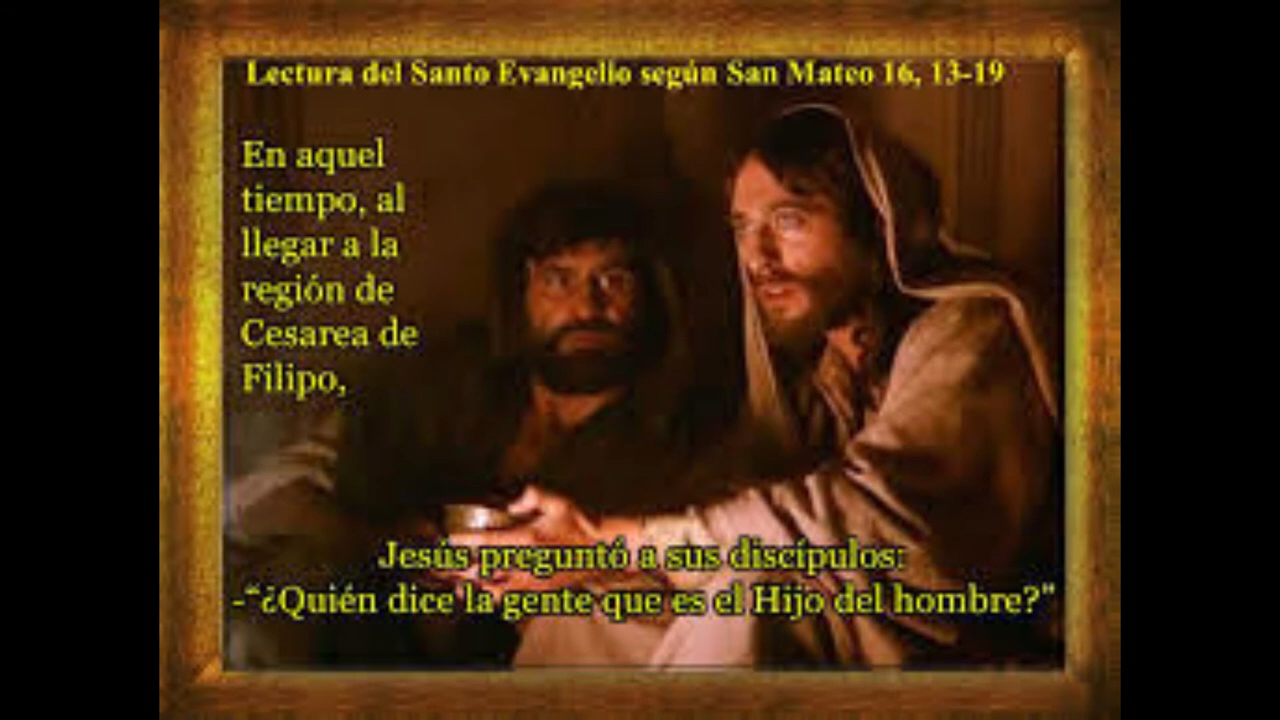 Lectura del Santo Evangelio según San Mateo 16, 13-19
En aquel
tiempo, al
llegar a la
región de
Cesarea de
Filipo,
Jesús preguntó a sus discípulos:
-“¿Quién dice la gente que es el Hijo del hombre?”